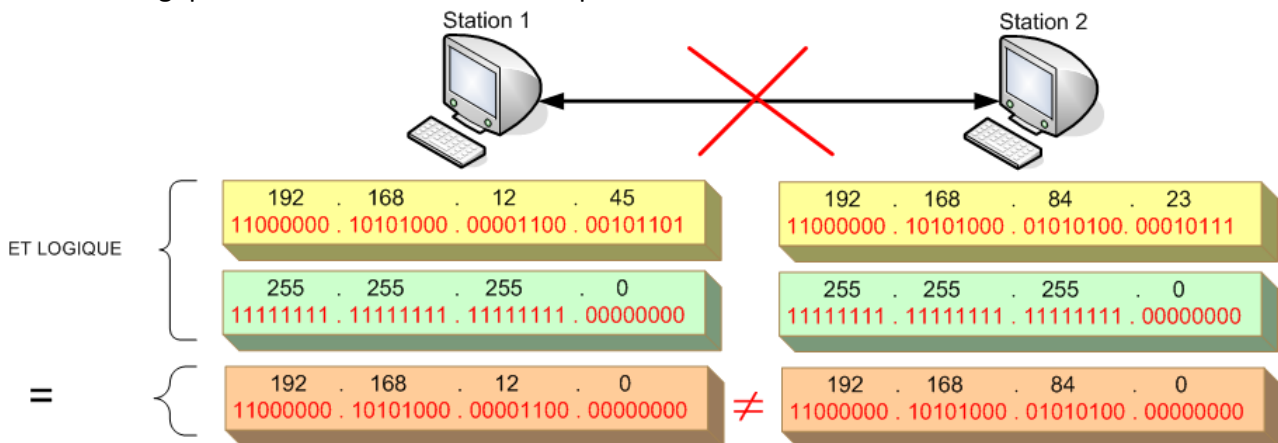 Station 1
Station 2
192 . 168 . 12 . 45
11000000 . 10101000 . 00001100 . 00101101
192 . 168 . 84 . 23
11000000 . 10101000 . 01010100. 00010111
ET LOGIQUE
255 . 255 . 255 . 0
11111111 . 11111111 . 11111111 . 00000000
255 . 255 . 255 . 0
11111111 . 11111111 . 11111111 . 00000000
=
192 . 168 . 12 . 0
11000000 . 10101000 . 00001100 . 00000000
≠
192 . 168 . 84 . 0
11000000 . 10101000 . 01010100 . 00000000